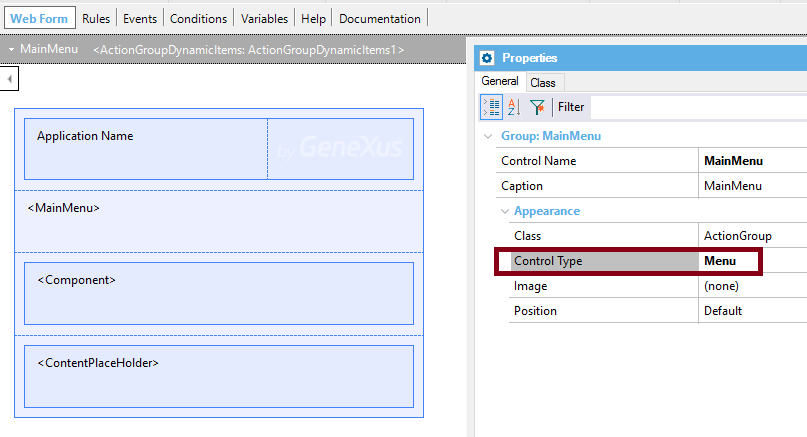 Web Form Rules Events Conditions Variables Help Documentation
MainMenu <ActionGroupDynamicItems: ActionGroupDynamicItems1>
Application Name
by GeneXus
<MainMenu>
<Component>
<ContentPlaceHolder>
Properties
General Class
Filter
Group: MainMenu
Control Name MainMenu
Caption MainMenu
Appearance
Class ActionGroup
Control Type Menu
Image (none)
Position Default